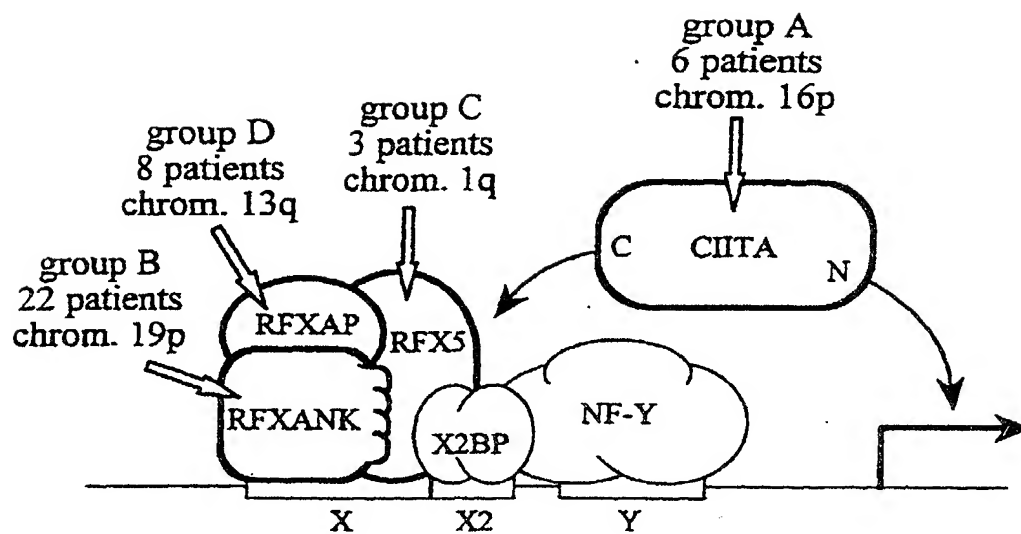 group A
6 patients
chrom. 16p
group C
3 patients
chrom. 1q
group D
8 patients
chrom. 13q
group B
22 patients
chrom. 19p
C
CIITA
N
RFXAP
RFX5
RFXANK
X2BP
NF-Y
X
X2
Y